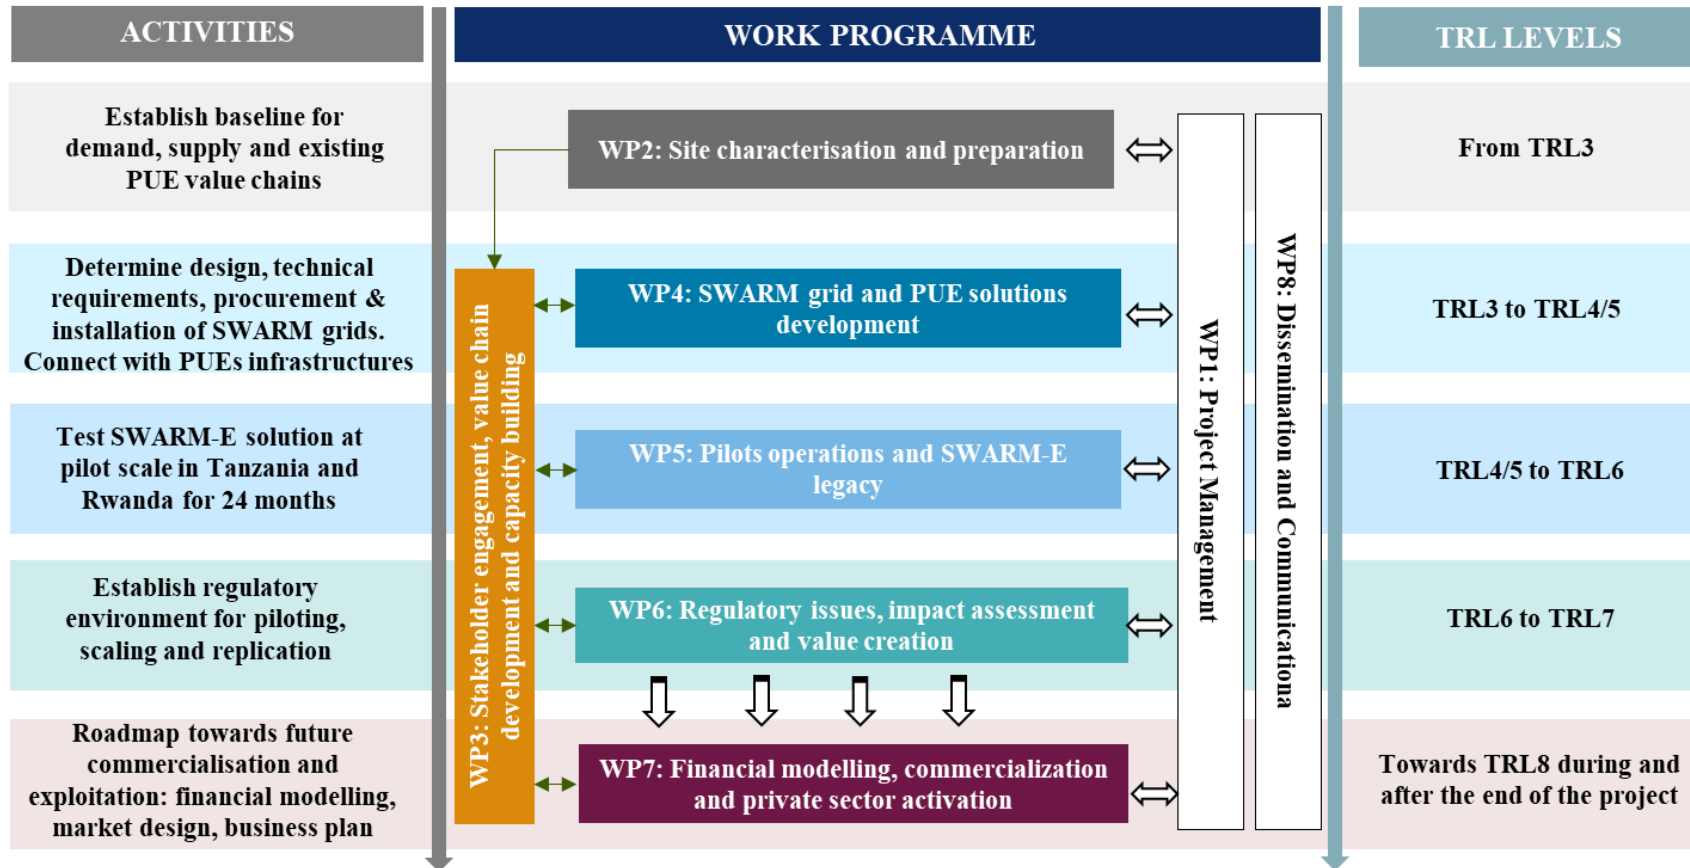 ACTIVITIES
WORK PROGRAMME
TRL LEVELS
Establish baseline for
demand, supply and existing
PUE value chains
WP2: Site characterisation and preparation
From TRL3
Determine design, technical
requirements, procurement &
installation of SWARM grids.
Connect with PUEs infrastructures
WP4: SWARM grid and PUE solutions
development
TRL3 to TRL4/5
Test SWARM-E solution at
pilot scale in Tanzania and
Rwanda for 24 months
WP5: Pilots operations and SWARM-E
legacy
TRL4/5 to TRL6
Establish regulatory
environment for piloting,
scaling and replication
WP6: Regulatory issues, impact assessment
and value creation
TRL6 to TRL7
Roadmap towards future
commercialisation and
exploitation: financial modelling,
market design, business plan
WP7: Financial modelling, commercialization
and private sector activation
Towards TRL8 during and
after the end of the project
WP3: Stakeholder engagement, value chain
development and capacity building
WP1: Project Management
WP8: Dissemination and Communicationa